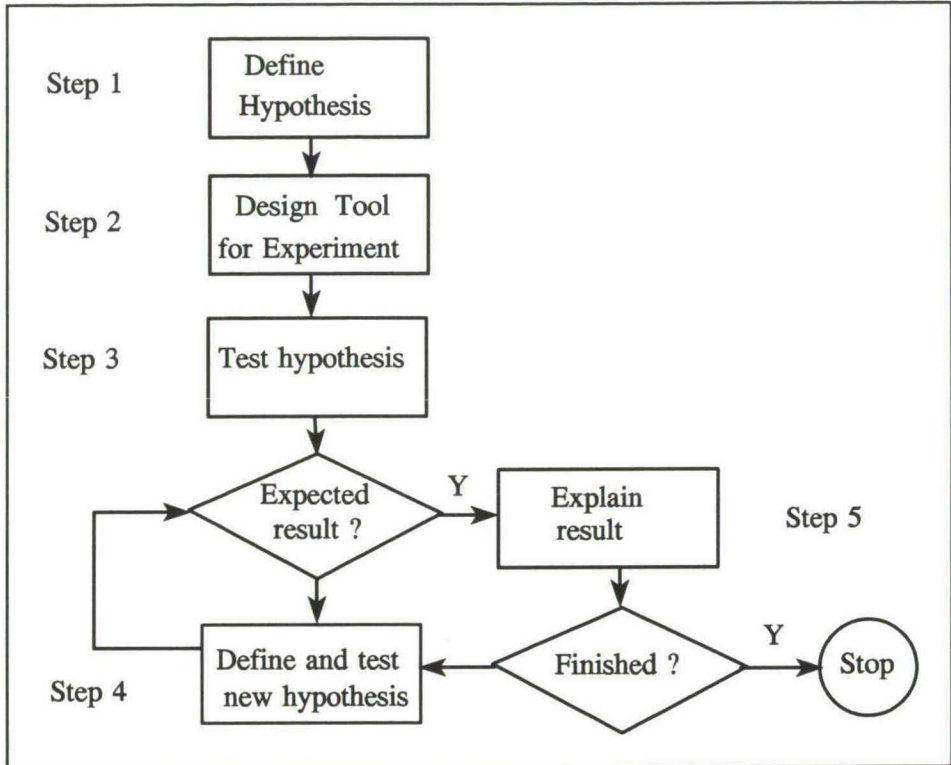 Step 1
Define
Hypothesis
Step 2
Design Tool
for Experiment
Step 3
Test hypothesis
Expected
result ?
Y
Explain
result
Step 5
Step 4
Define and test
new hypothesis
Finished ?
Y
Stop